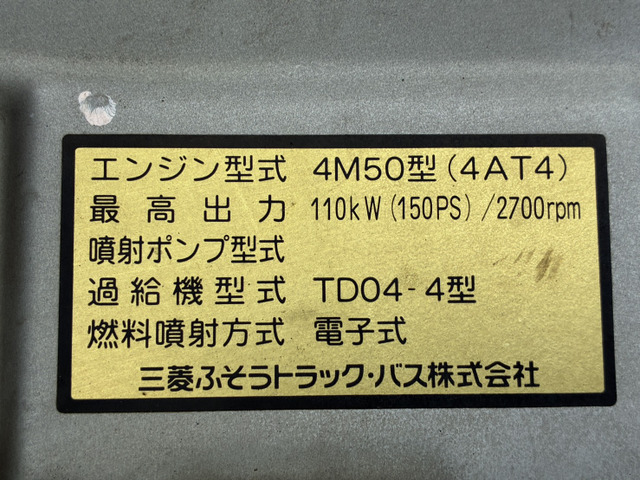 エンジン型式 4M50型(4AT4)
最高出力 110kW(150PS)/2700rpm
噴射ポンプ型式
過給機型式 TD04-4型
燃料噴射方式 電子式
三菱ふそうトラック・バス株式会社